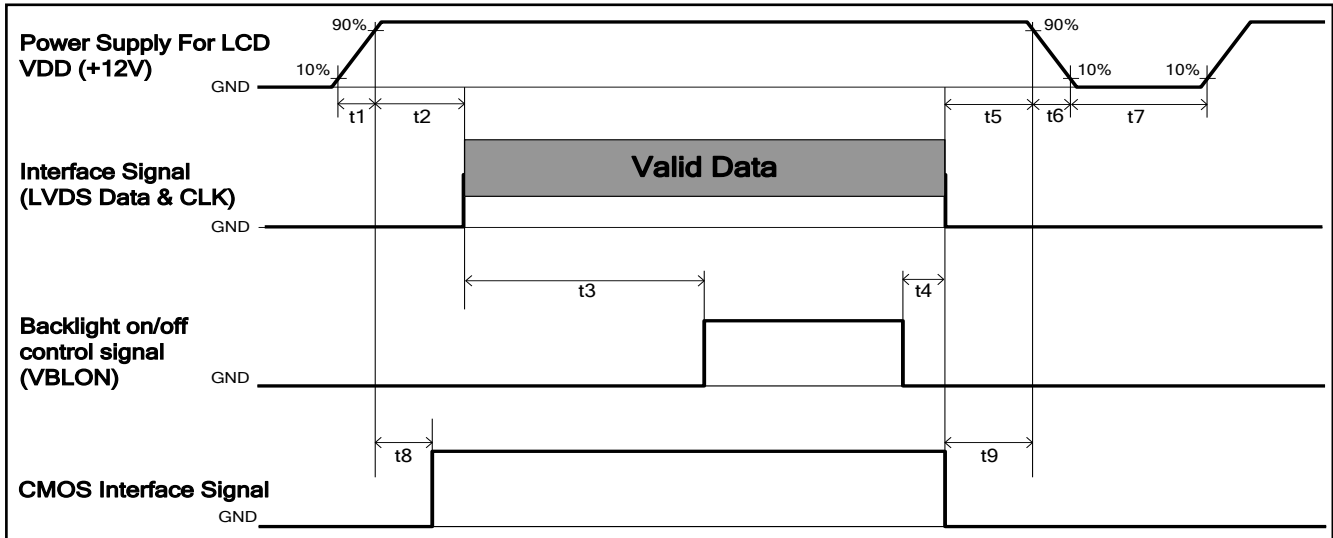 Power Supply For LCD
VDD (+12V)
90%
10%
GND
90%
10%
10%
t1
t2
t5
t6
t7
Interface Signal
(LVDS Data & CLK)
GND
Valid Data
t3
t4
Backlight on/off
control signal
(VBLON)
GND
t8
t9
CMOS Interface Signal
GND